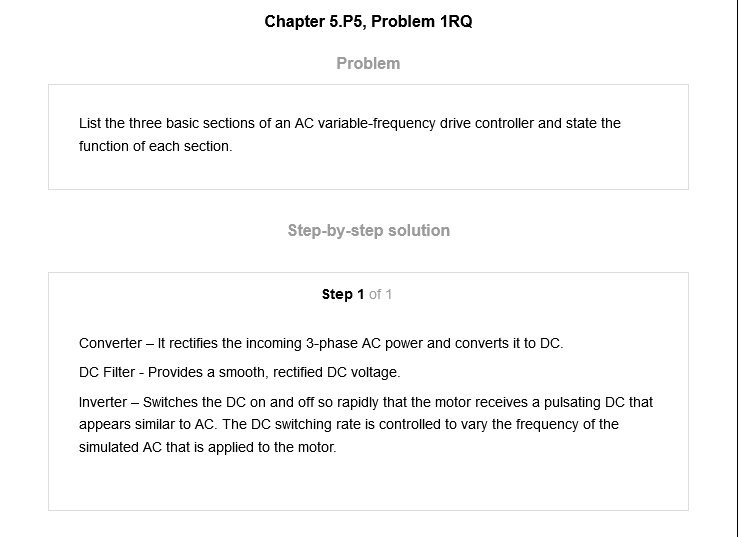 Chapter 5.P5, Problem 1RQ
Problem
List the three basic sections of an AC variable-frequency drive controller and state the
function of each section.
Step-by-step solution
Step 1 of 1
Converter – It rectifies the incoming 3-phase AC power and converts it to DC.
DC Filter - Provides a smooth, rectified DC voltage.
Inverter – Switches the DC on and off so rapidly that the motor receives a pulsating DC that
appears similar to AC. The DC switching rate is controlled to vary the frequency of the
simulated AC that is applied to the motor.